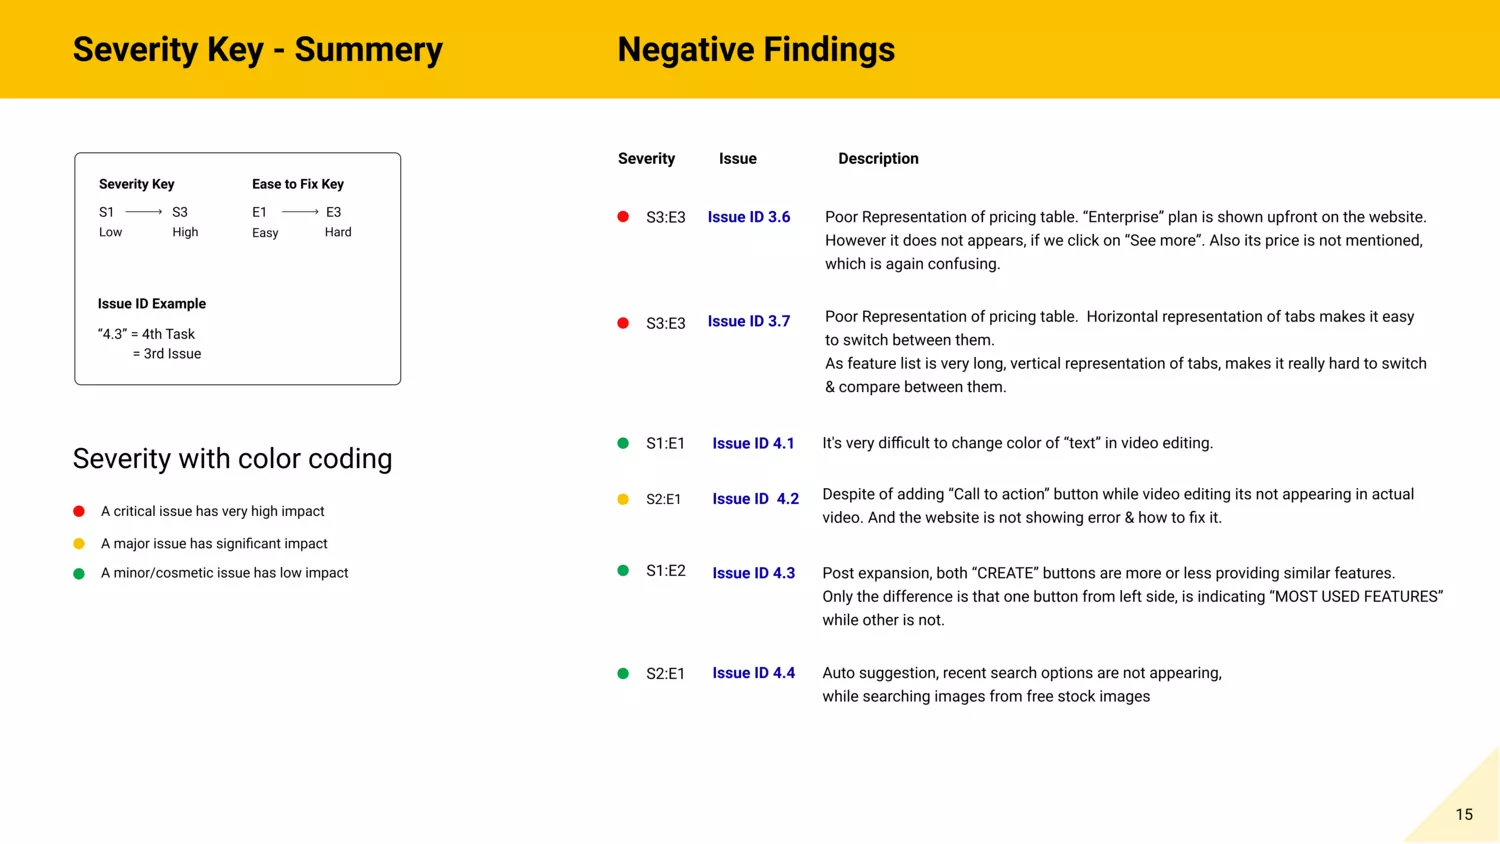 Severity Key - Summery
Negative Findings
Severity Key
Ease to Fix Key
S1 → S3
E1 → E3
Low High
Easy Hard
Issue ID Example
“4.3” = 4th Task
= 3rd Issue
Severity with color coding
A critical issue has very high impact
A major issue has significant impact
A minor/cosmetic issue has low impact
Severity Issue Description
S3:E3 Issue ID 3.6 Poor Representation of pricing table. “Enterprise” plan is shown upfront on the website.
However it does not appears, if we click on “See more”. Also its price is not mentioned,
which is again confusing.
S3:E3 Issue ID 3.7 Poor Representation of pricing table. Horizontal representation of tabs makes it easy
to switch between them.
As feature list is very long, vertical representation of tabs, makes it really hard to switch
& compare between them.
S1:E1 Issue ID 4.1 It's very difficult to change color of “text” in video editing.
S2:E1 Issue ID 4.2 Despite of adding “Call to action” button while video editing its not appearing in actual
video. And the website is not showing error & how to fix it.
S1:E2 Issue ID 4.3 Post expansion, both “CREATE” buttons are more or less providing similar features.
Only the difference is that one button from left side, is indicating “MOST USED FEATURES”
while other is not.
S2:E1 Issue ID 4.4 Auto suggestion, recent search options are not appearing,
while searching images from free stock images
15